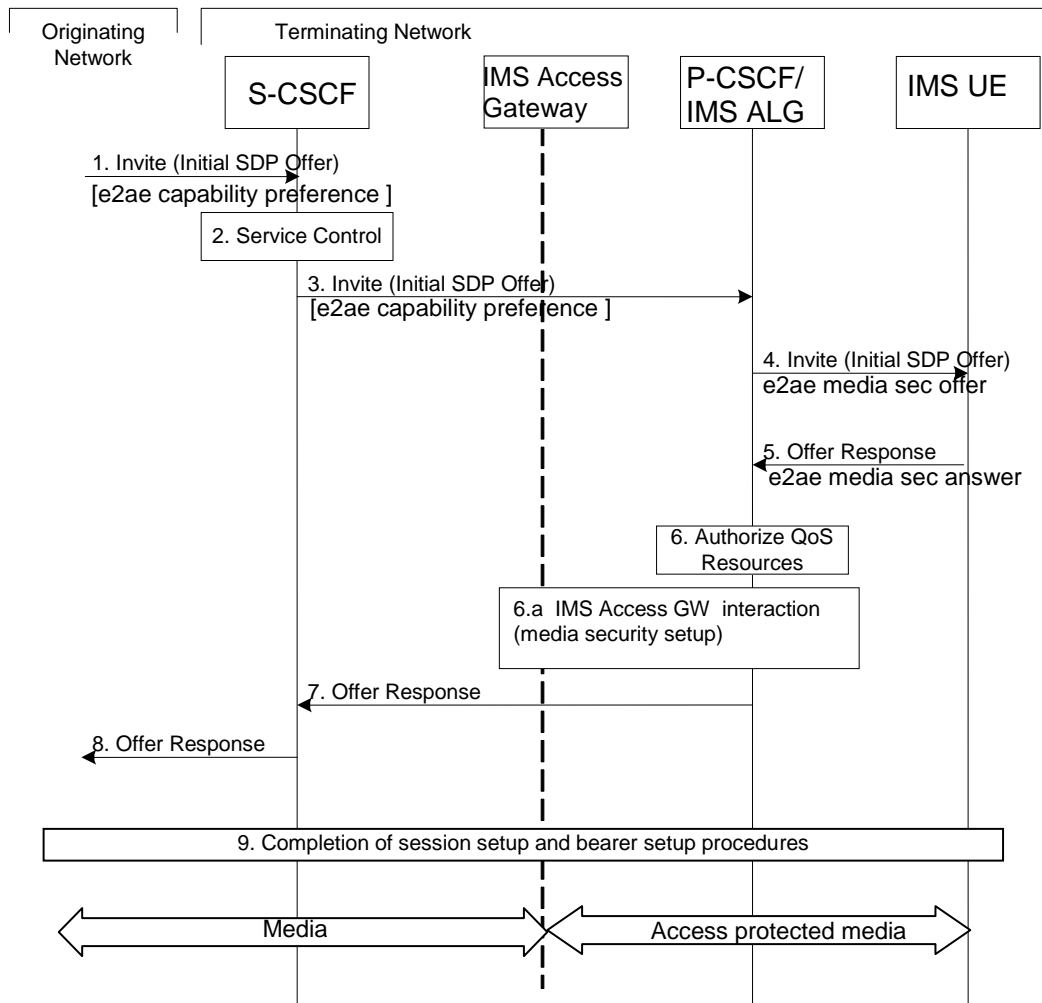 Originating
Network
Terminating Network
S-CSCF
IMS Access
Gateway
P-CSCF/
IMS ALG
IMS UE
1. Invite (Initial SDP Offer)
[e2ae capability preference ]
2. Service Control
3. Invite (Initial SDP Offer)
[e2ae capability preference ]
4. Invite (Initial SDP Offer)
e2ae media sec offer
5. Offer Response
e2ae media sec answer
6. Authorize QoS
Resources
6.a IMS Access GW interaction
(media security setup)
7. Offer Response
8. Offer Response
9. Completion of session setup and bearer setup procedures
Media
Access protected media